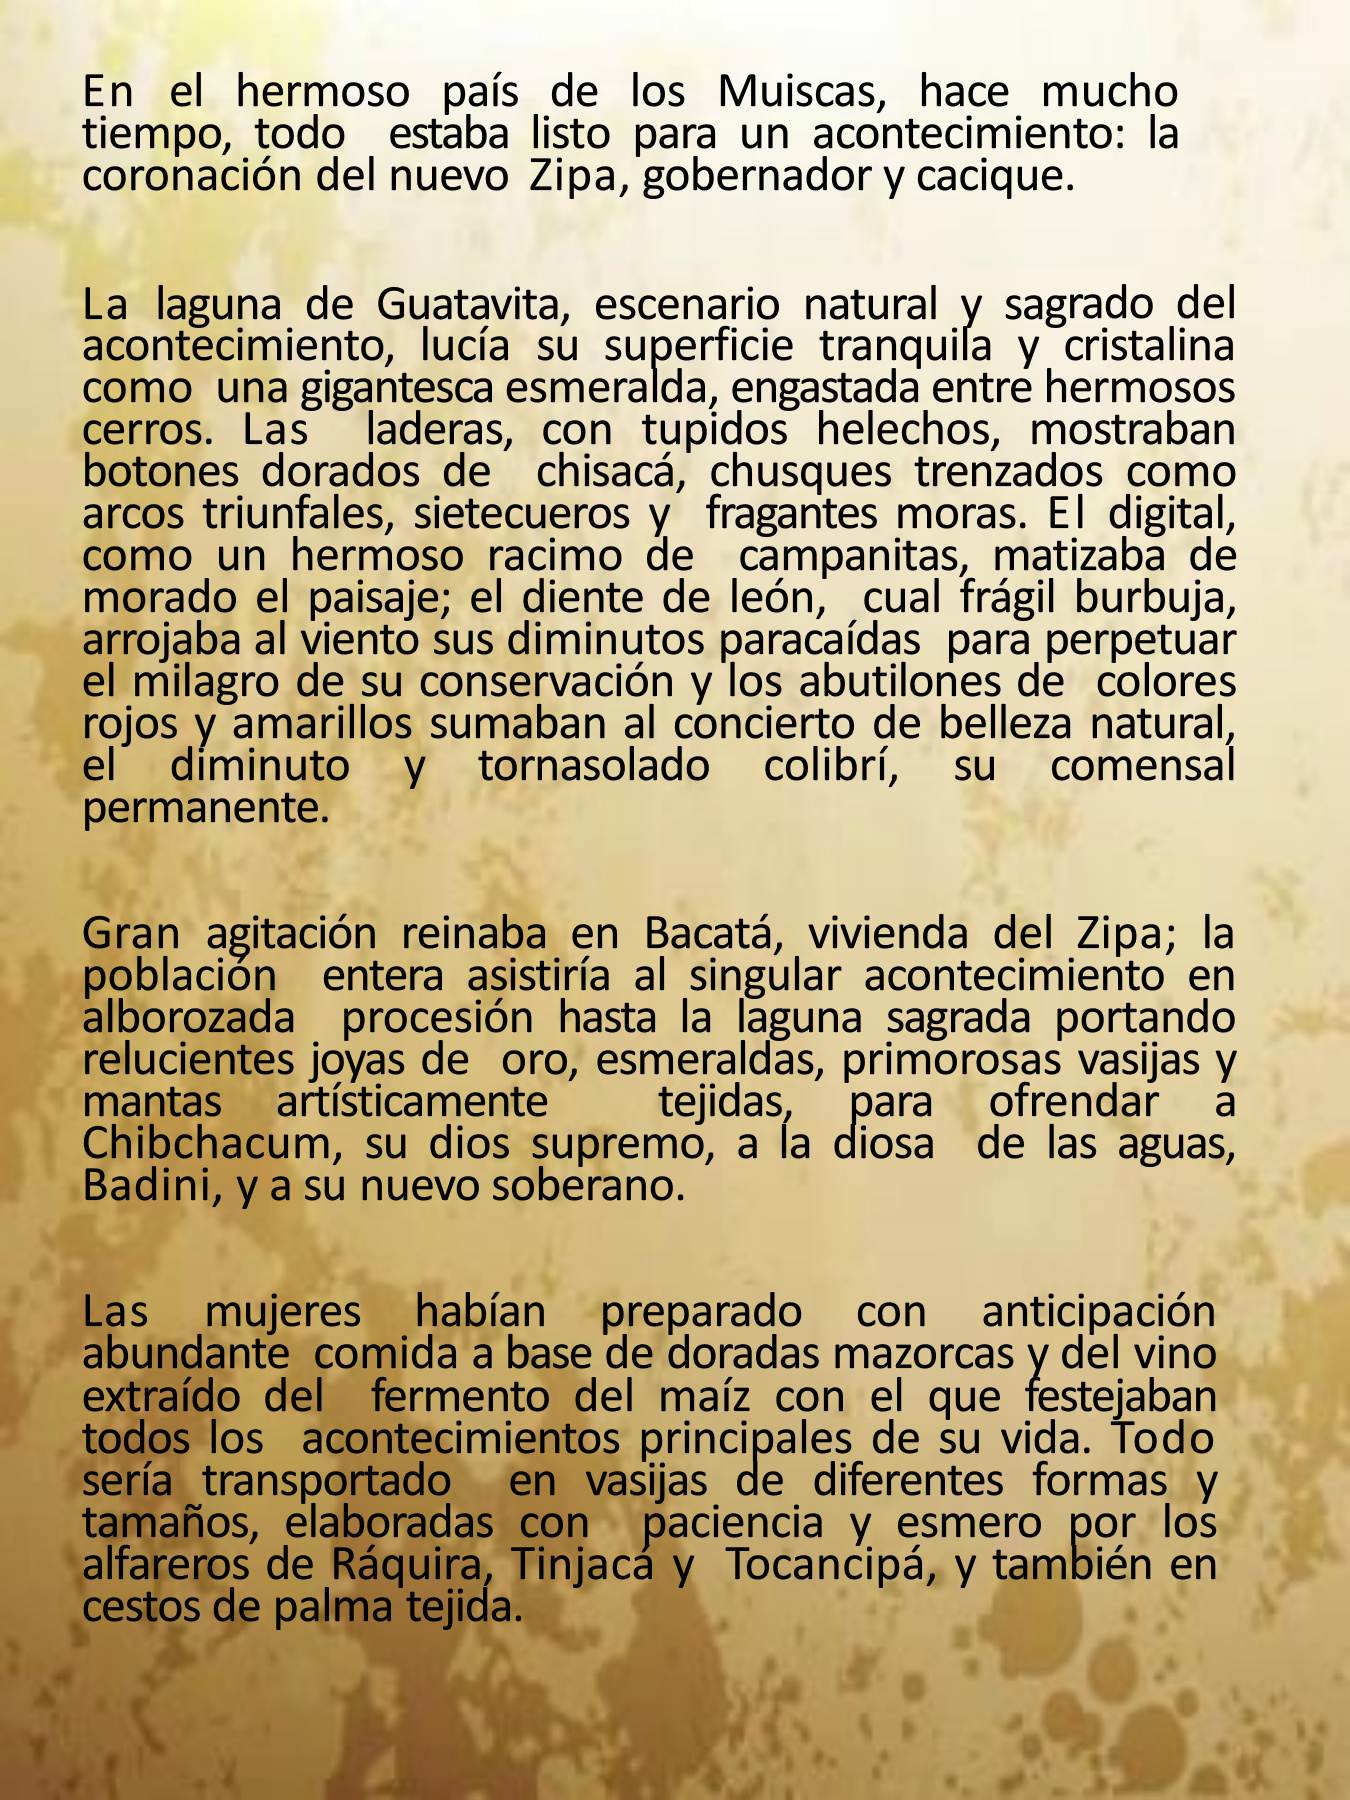 En el hermoso país de los Muiscas, hace mucho
tiempo, todo estaba listo para un acontecimiento: la
coronación del nuevo Zipa, gobernador y cacique.
La laguna de Guatavita, escenario natural y sagrado del
acontecimiento, lucía su superficie tranquila y cristalina
como una gigantesca esmeralda, engastada entre hermosos
cerros. Las laderas, con tupidos helechos, mostraban
botones dorados de chisacá, chusques trenzados como
arcos triunfales, sietecueros y fragantes moras. El digital,
como un hermoso racimo de campanitas, matizaba de
morado el paisaje; el diente de león, cual frágil burbuja,
arrojaba al viento sus diminutos paracaídas para perpetuar
el milagro de su conservación y los abutilones de colores
rojos y amarillos sumaban al concierto de belleza natural,
el diminuto y tornasolado colibrí, su comensal
permanente.
Gran agitación reinaba en Bacatá, vivienda del Zipa; la
población entera asistiría al singular acontecimiento en
alborozada procesión hasta la laguna sagrada portando
relucientes joyas de oro, esmeraldas, primorosas vasijas y
mantas artísticamente tejidas, para ofrendar a
Chibchacum, su dios supremo, a la diosa de las aguas,
Badini, y a su nuevo soberano.
Las mujeres habían preparado con anticipación
abundante comida a base de doradas mazorcas y del vino
extraído del fermento del maíz con el que festejaban
todos los acontecimientos principales de su vida. Todo
sería transportado en vasijas de diferentes formas y
tamaños, elaboradas con paciencia y esmero por los
alfareros de Ráquira, Tinjacá y Tocancipá, y también en
cestos de palma tejida.